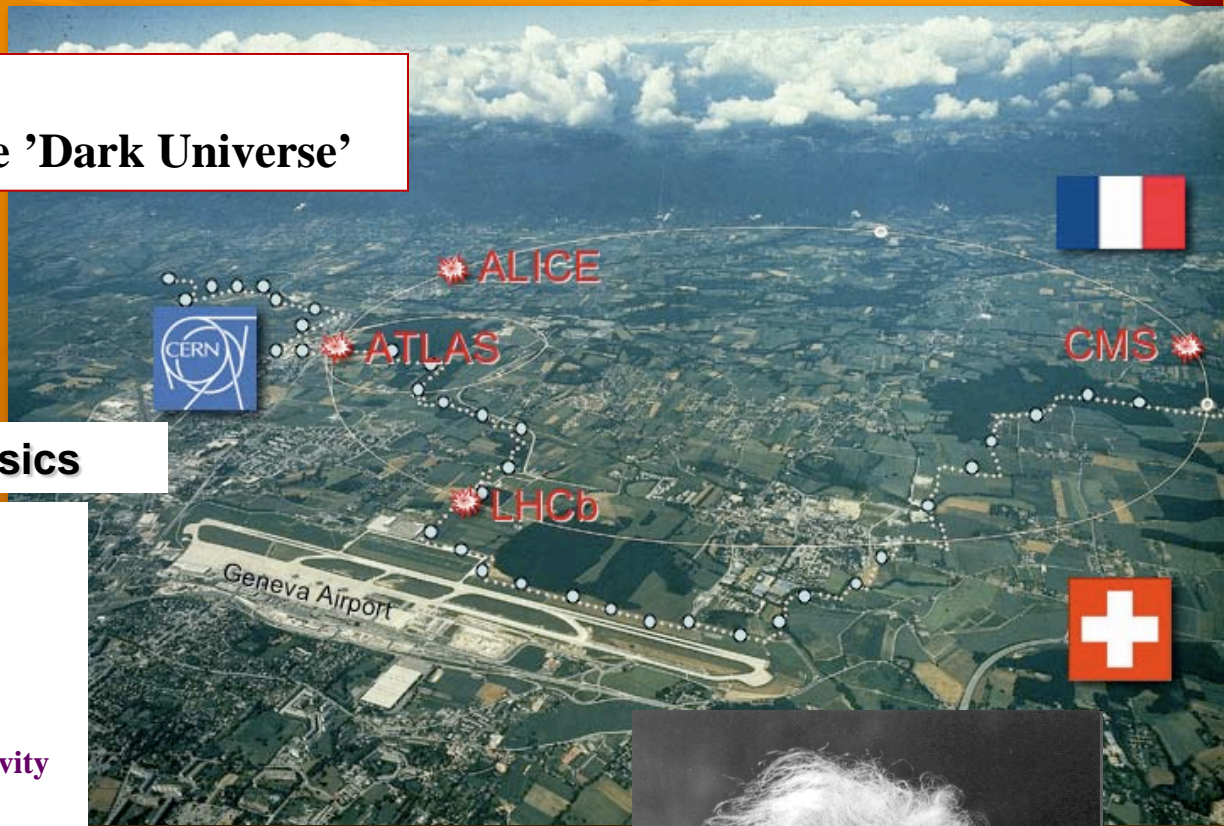 e ’Dark Universe’
ALICE
CERN
ATLAS
CMS
sics
LHCb
Geneva Airport
vity